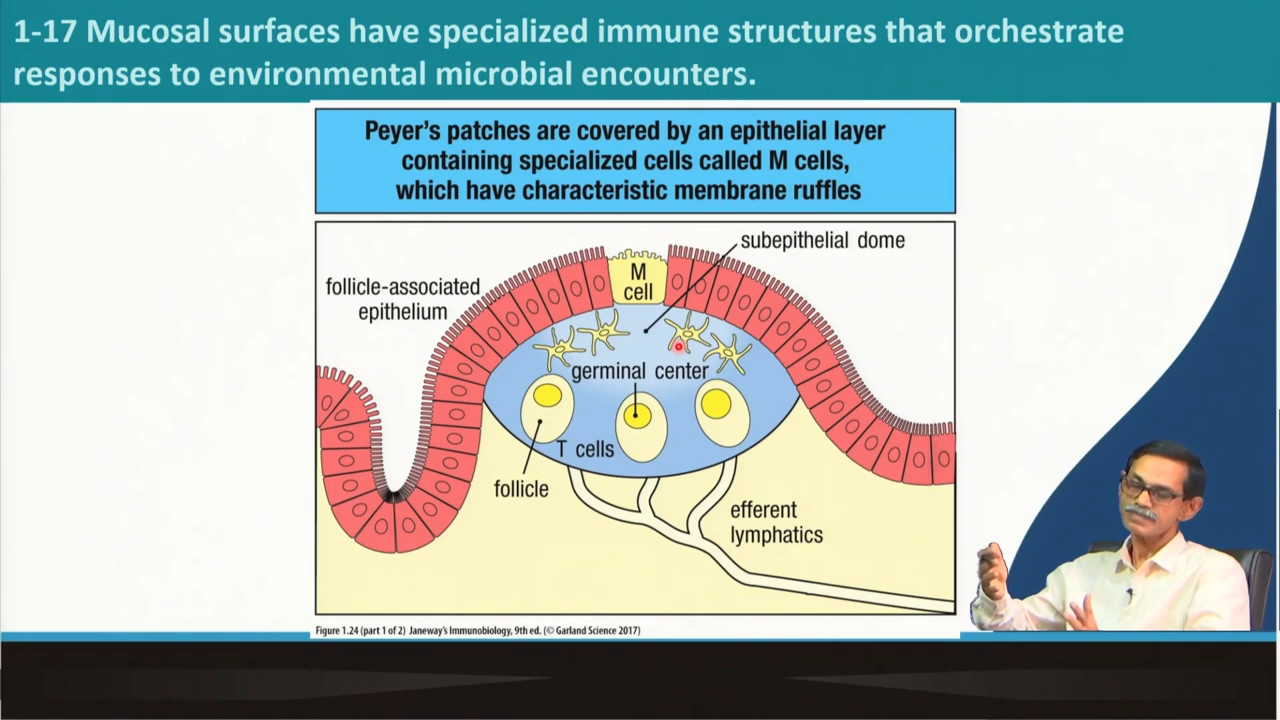 1-17 Mucosal surfaces have specialized immune structures that orchestrate
responses to environmental microbial encounters.
Peyer's patches are covered by an epithelial layer
containing specialized cells called M cells,
which have characteristic membrane ruffles
subepithelial dome
M
cell
follicle-associated
epithelium
germinal center
T cells
follicle
efferent
lymphatics
Figure 1.24 (part 1 of 2) Janeway's Immunobiology, 9th ed. (© Garland Science 2017)